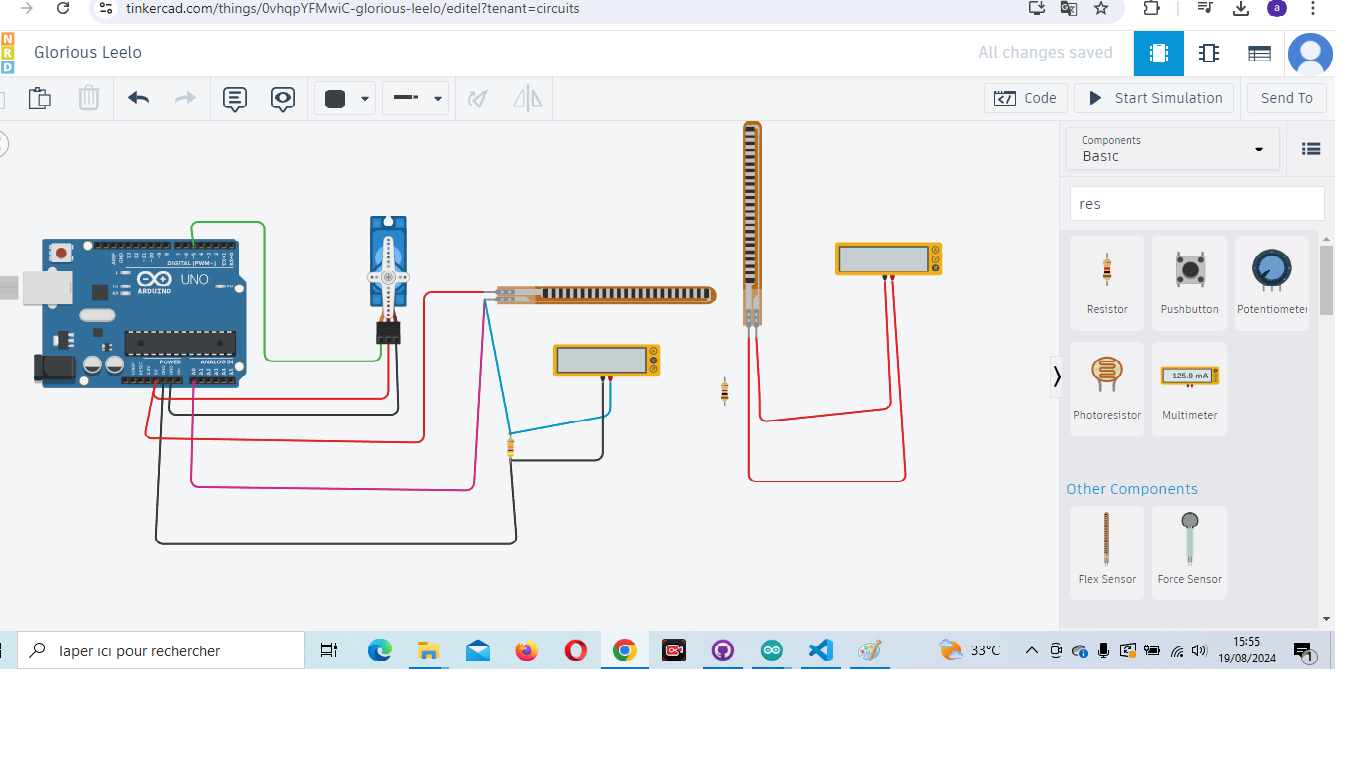 tinkercad.com/things/0vhqpYFMwiC-glorious-leelo/editel?tenant=circuits
N
R
D
Glorious Leelo
All changes saved
Code
Start Simulation
Send To
Components
Basic
res
DIGITAL (PWM~)
UNO
ARDUINO
POWER
ANALOG IN
Resistor
Pushbutton
Potentiometer
125.0 mA
Photoresistor
Multimeter
Other Components
Flex Sensor
Force Sensor
Iaper ici pour rechercher
33°C
15:55
19/08/2024
1